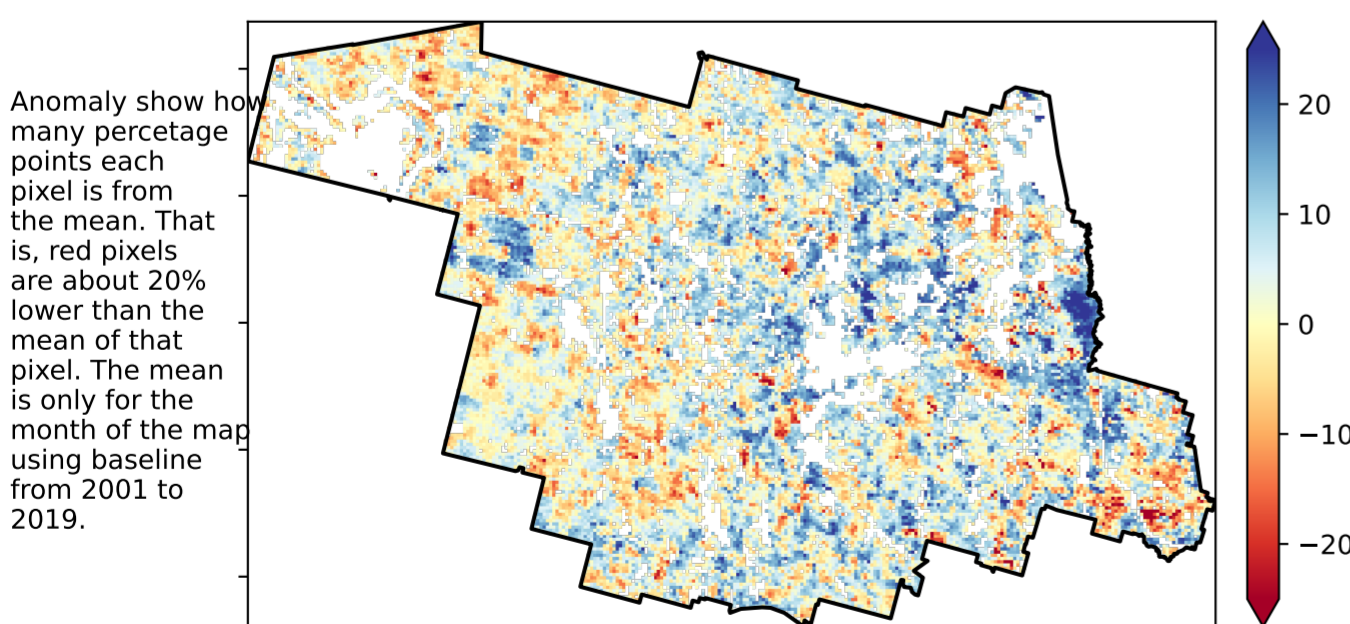 Anomaly show how
many percetage
points each
pixel is from
the mean. That
is, red pixels
are about 20%
lower than the
mean of that
pixel. The mean
is only for the
month of the map
using baseline
from 2001 to
2019.
20
10
0
−10
−20